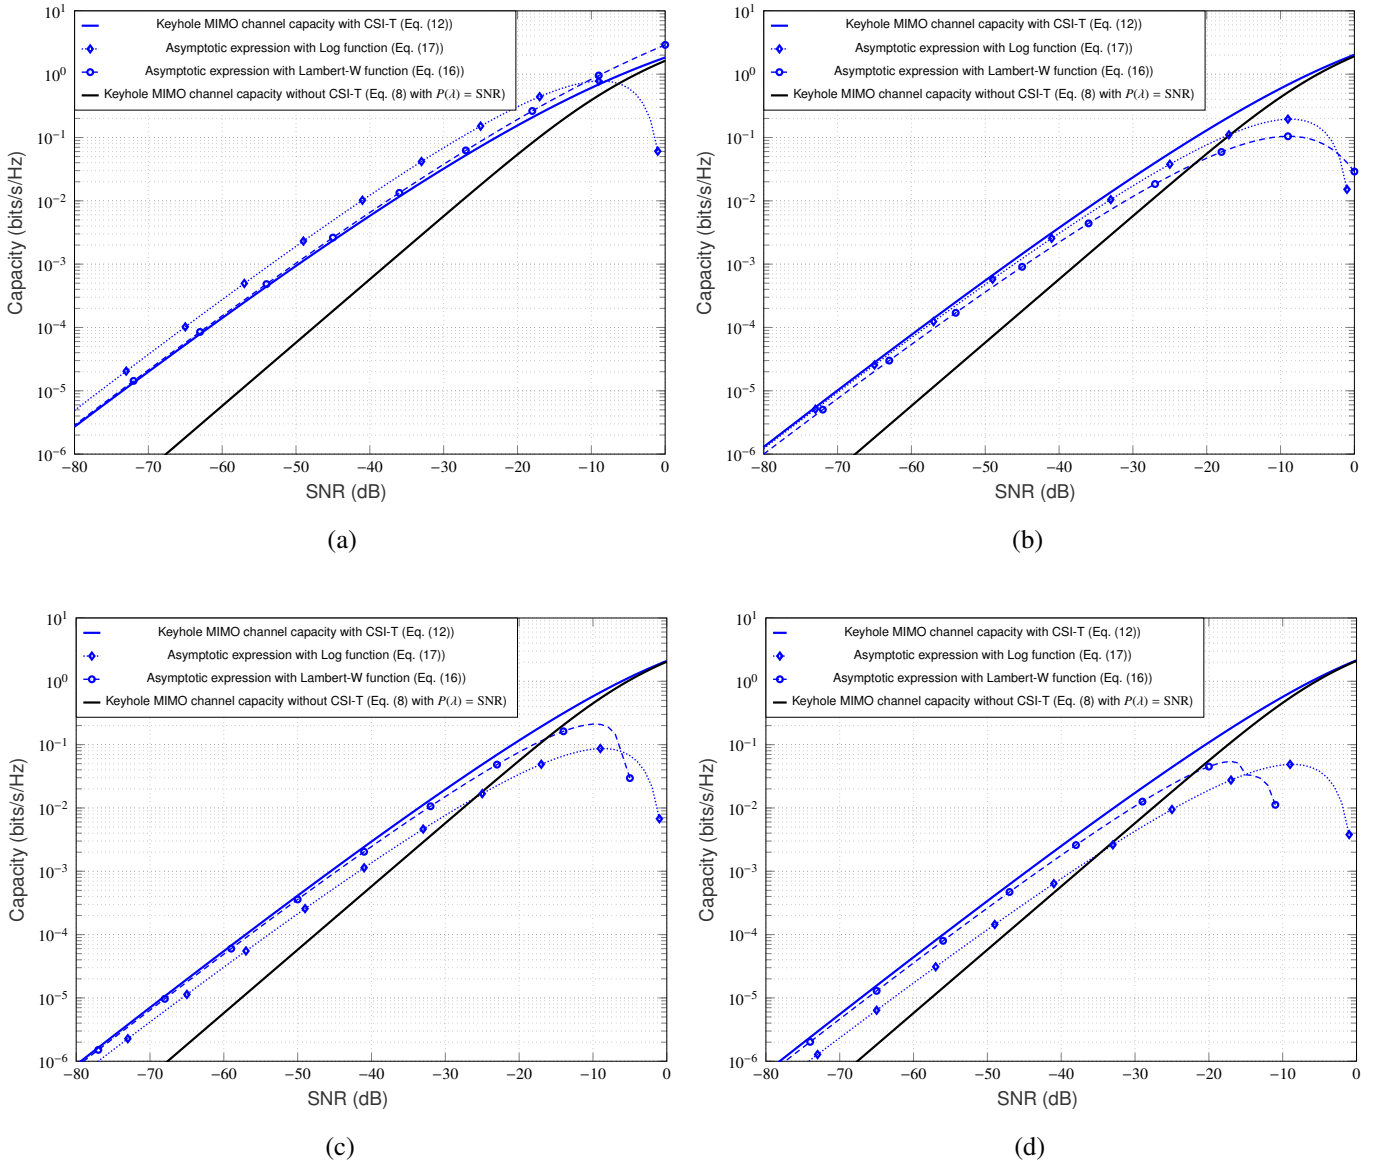 10^1
10^0
10^-1
10^-2
10^-3
10^-4
10^-5
10^-6
Capacity (bits/s/Hz)
Keyhole MIMO channel capacity with CSI-T (Eq. (12))
Asymptotic expression with Log function (Eq. (17))
Asymptotic expression with Lambert-W function (Eq. (16))
Keyhole MIMO channel capacity without CSI-T (Eq. (8) with P(λ) = SNR)
−80 −70 −60 −50 −40 −30 −20 −10 0
SNR (dB)
(a)
10^1
10^0
10^-1
10^-2
10^-3
10^-4
10^-5
10^-6
Capacity (bits/s/Hz)
Keyhole MIMO channel capacity with CSI-T (Eq. (12))
Asymptotic expression with Log function (Eq. (17))
Asymptotic expression with Lambert-W function (Eq. (16))
Keyhole MIMO channel capacity without CSI-T (Eq. (8) with P(λ) = SNR)
−80 −70 −60 −50 −40 −30 −20 −10 0
SNR (dB)
(b)
10^1
10^0
10^-1
10^-2
10^-3
10^-4
10^-5
10^-6
Capacity (bits/s/Hz)
Keyhole MIMO channel capacity with CSI-T (Eq. (12))
Asymptotic expression with Log function (Eq. (17))
Asymptotic expression with Lambert-W function (Eq. (16))
Keyhole MIMO channel capacity without CSI-T (Eq. (8) with P(λ) = SNR)
−80 −70 −60 −50 −40 −30 −20 −10 0
SNR (dB)
(c)
10^1
10^0
10^-1
10^-2
10^-3
10^-4
10^-5
10^-6
Capacity (bits/s/Hz)
Keyhole MIMO channel capacity with CSI-T (Eq. (12))
Asymptotic expression with Log function (Eq. (17))
Asymptotic expression with Lambert-W function (Eq. (16))
Keyhole MIMO channel capacity without CSI-T (Eq. (8) with P(λ) = SNR)
−80 −70 −60 −50 −40 −30 −20 −10 0
SNR (dB)
(d)